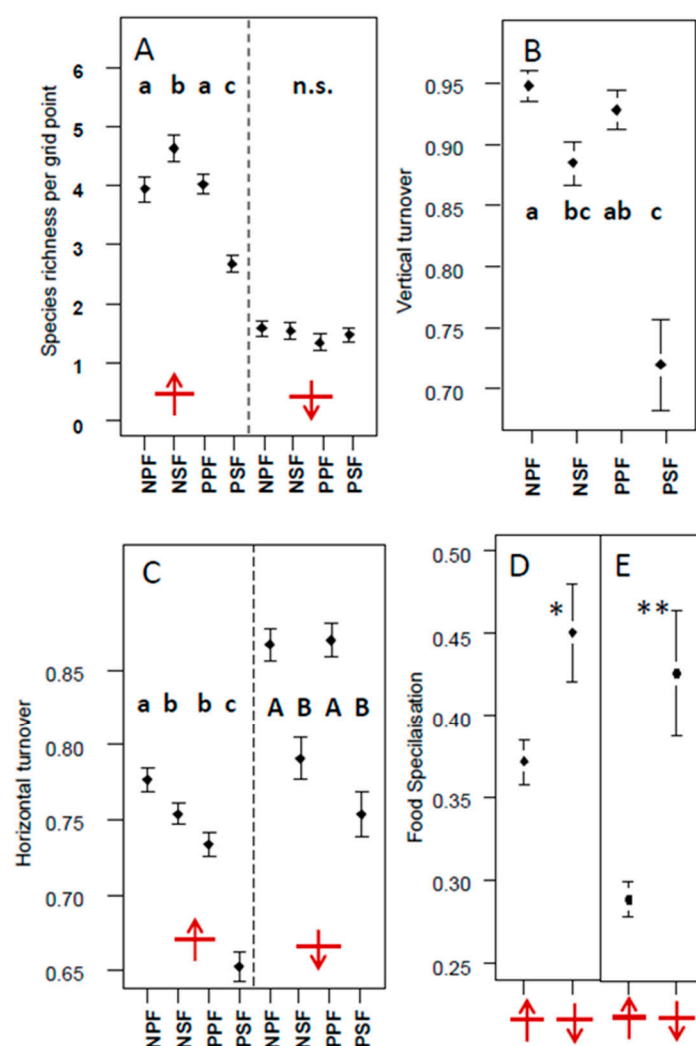 A
a b a c n.s.
Species richness per grid point
6
5
4
3
2
1
0
NPF NSF PPF PSF NPF NSF PPF PSF
B
Vertical turnover
0.95
0.90
0.85
0.80
0.75
0.70
a bc ab c
NPF NSF PPF PSF
C
Horizontal turnover
0.85
0.80
0.75
0.70
0.65
a b b c A B A B
NPF NSF PPF PSF NPF NSF PPF PSF
D E
* **
Food Specilaisation
0.50
0.45
0.40
0.35
0.30
0.25